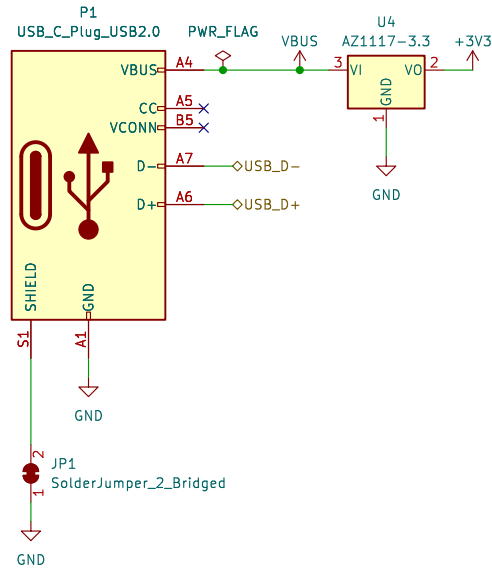 P1
USB_C_Plug_USB2.0
PWR_FLAG
VBUS
U4
AZ1117-3.3
+3V3
VBUS
A4
3
VI
VO
2
CC
A5
VCONN
B5
GND
1
D-
A7
USB_D-
GND
D+
A6
USB_D+
SHIELD
GND
S1
A1
GND
2
JP1
SolderJumper_2_Bridged
1
GND